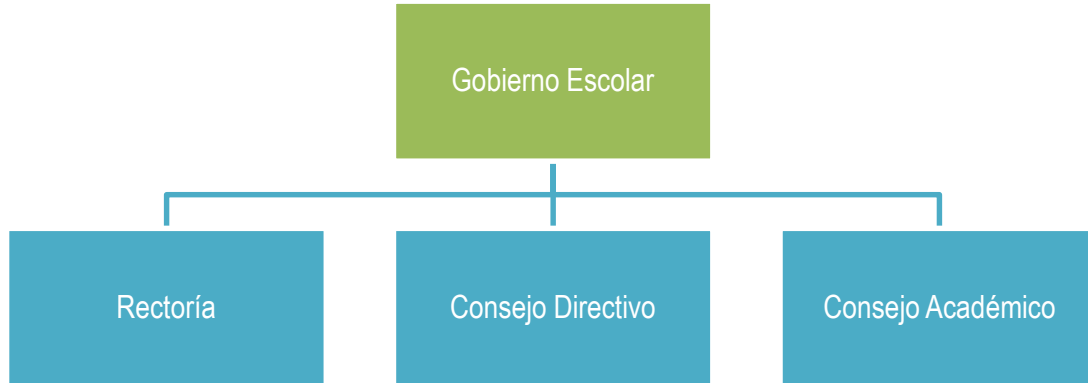 Gobierno Escolar
Rectoría
Consejo Directivo
Consejo Académico